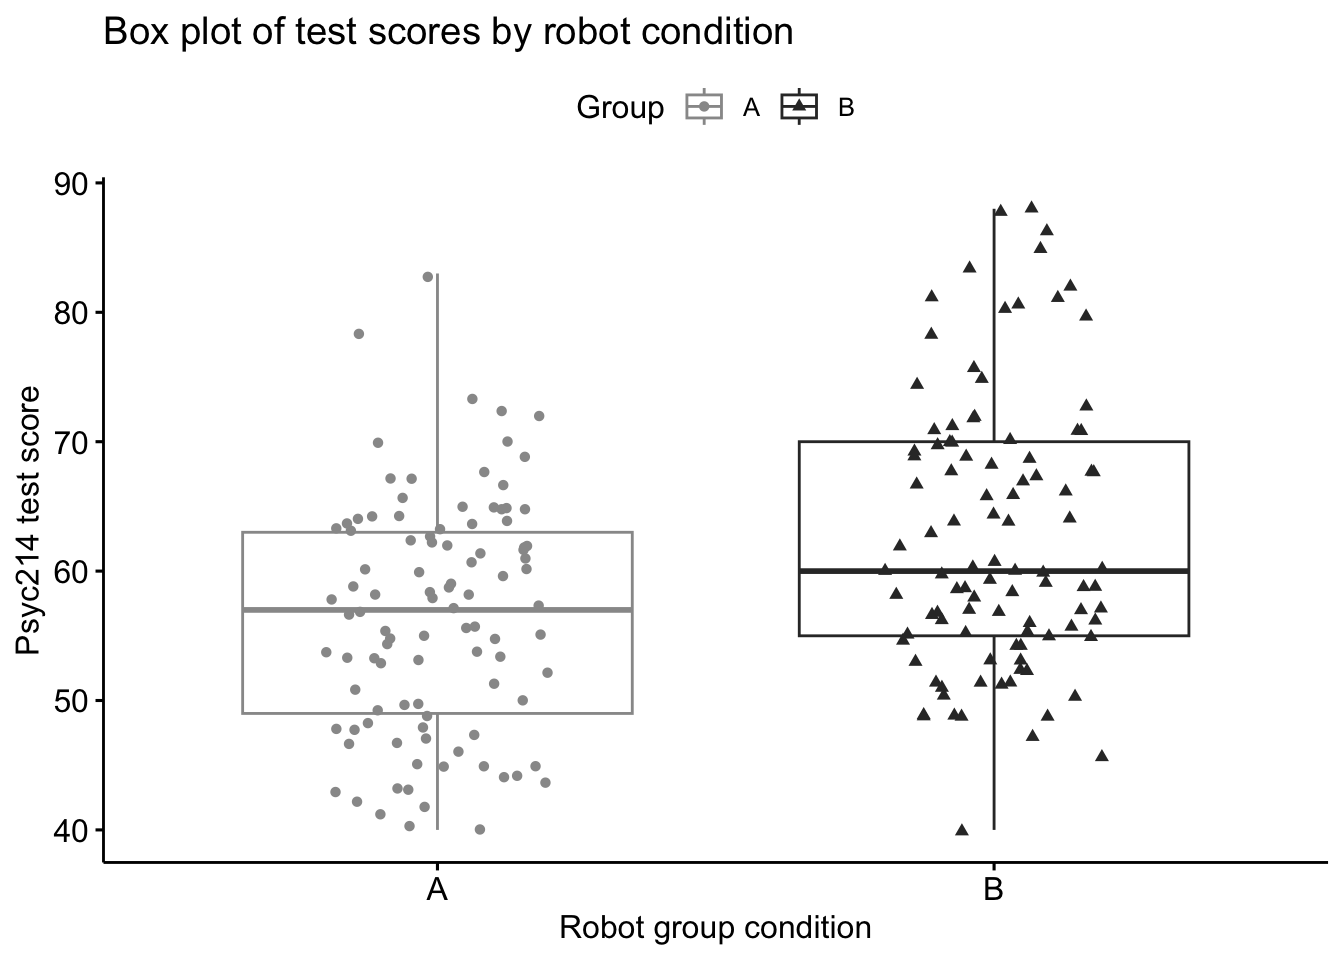 Box plot of test scores by robot condition
Group A B
90
80
70
60
50
40
Psyc214 test score
A B
Robot group condition